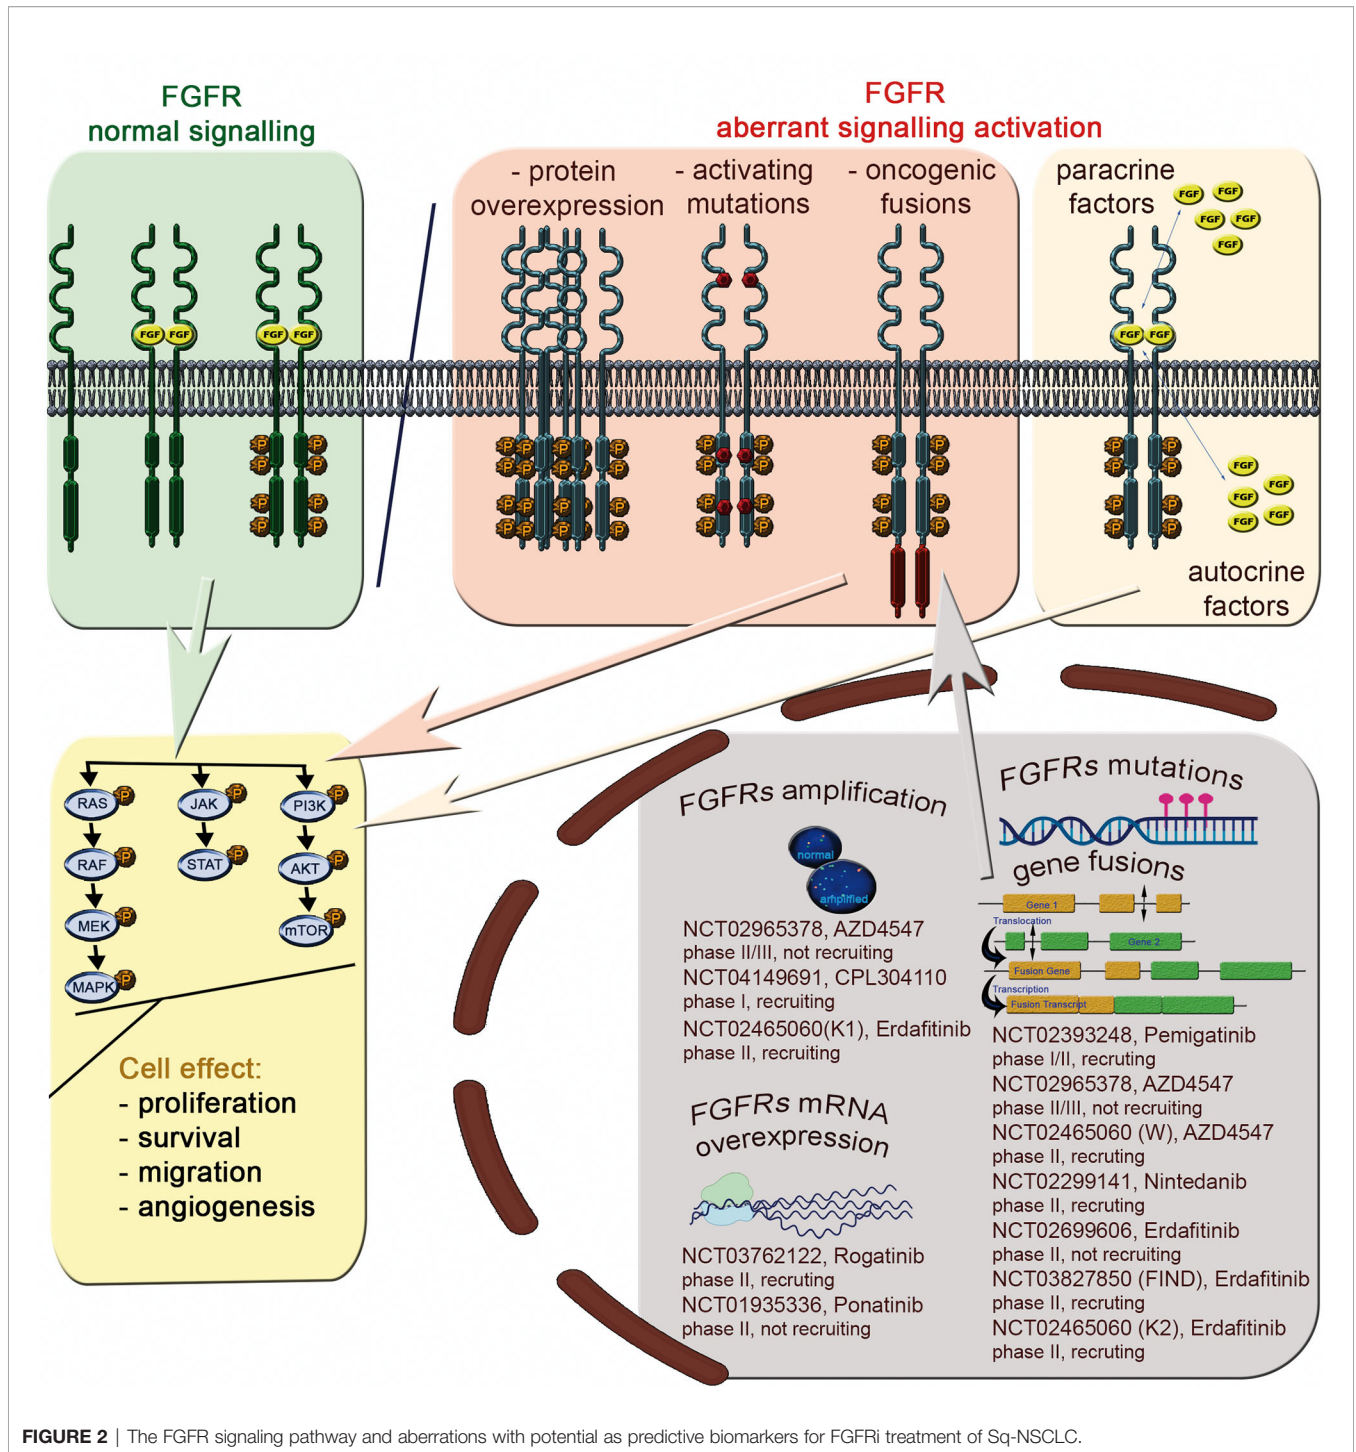 FGFR
normal signalling
FGFR
aberrant signalling activation
- protein
overexpression
- activating
mutations
- oncogenic
fusions
paracrine
factors
FGF
FGF
FGF
FGF
FGF
FGF FGF
FGF FGF
FGF FGF
P P
P P
P P
P P
P P P P
P P P P
P P P P
P P P P
P P
P P
P P
P P
P P
P P
P P
P P
P P
P P
P P
P P
FGF
FGF
FGF
FGF
FGF
autocrine
factors
RAS P
JAK P
PI3K P
RAF P
STAT P
AKT P
MEK P
mTOR P
MAPK P
Cell effect:
- proliferation
- survival
- migration
- angiogenesis
FGFRs amplification
normal
amplified
NCT02965378, AZD4547
phase II/III, not recruiting
NCT04149691, CPL304110
phase I, recruiting
NCT02465060(K1), Erdafitinib
phase II, recruiting
FGFRs mRNA
overexpression
NCT03762122, Rogatinib
phase II, recruting
NCT01935336, Ponatinib
phase II, not recruiting
FGFRs mutations
gene fusions
Gene 1
Translocation
Gene 2
Fusion Gene
Transcription
Fusion Transcript
NCT02393248, Pemigatinib
phase I/II, recruting
NCT02965378, AZD4547
phase II/III, not recruiting
NCT02465060 (W), AZD4547
phase II, recruting
NCT02299141, Nintedanib
phase II, recruting
NCT02699606, Erdafitinib
phase II, not recruiting
NCT03827850 (FIND), Erdafitinib
phase II, recruting
NCT02465060 (K2), Erdafitinib
phase II, recruting
FIGURE 2 | The FGFR signaling pathway and aberrations with potential as predictive biomarkers for FGFRi treatment of Sq-NSCLC.